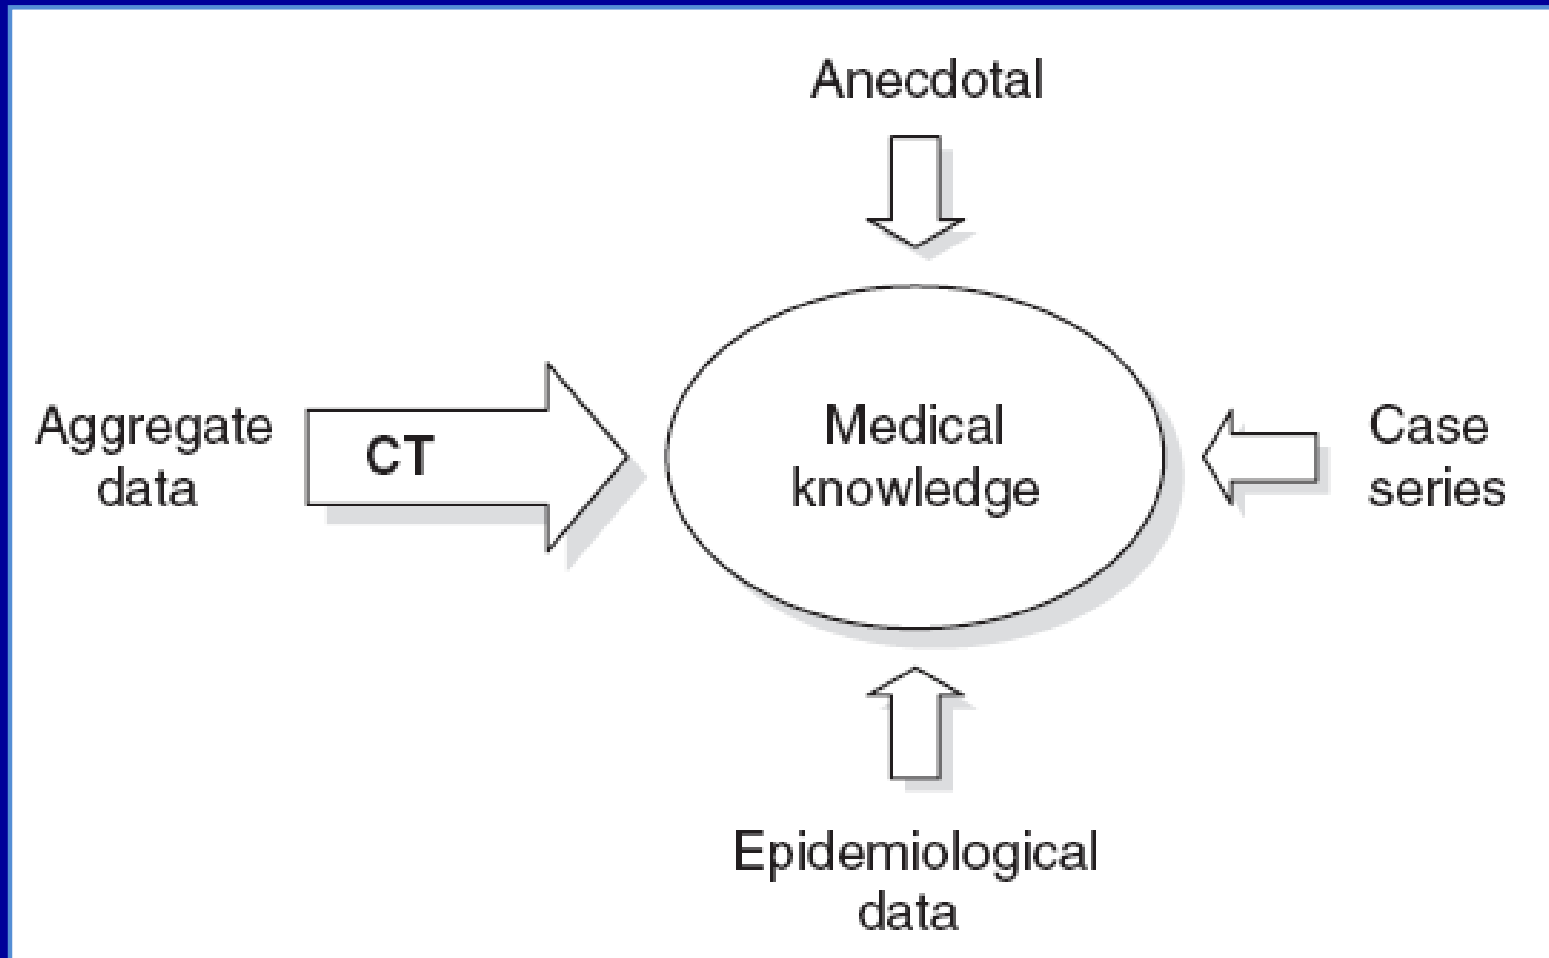 Anecdotal
Aggregate
data
CT
Medical
knowledge
Case
series
Epidemiological
data